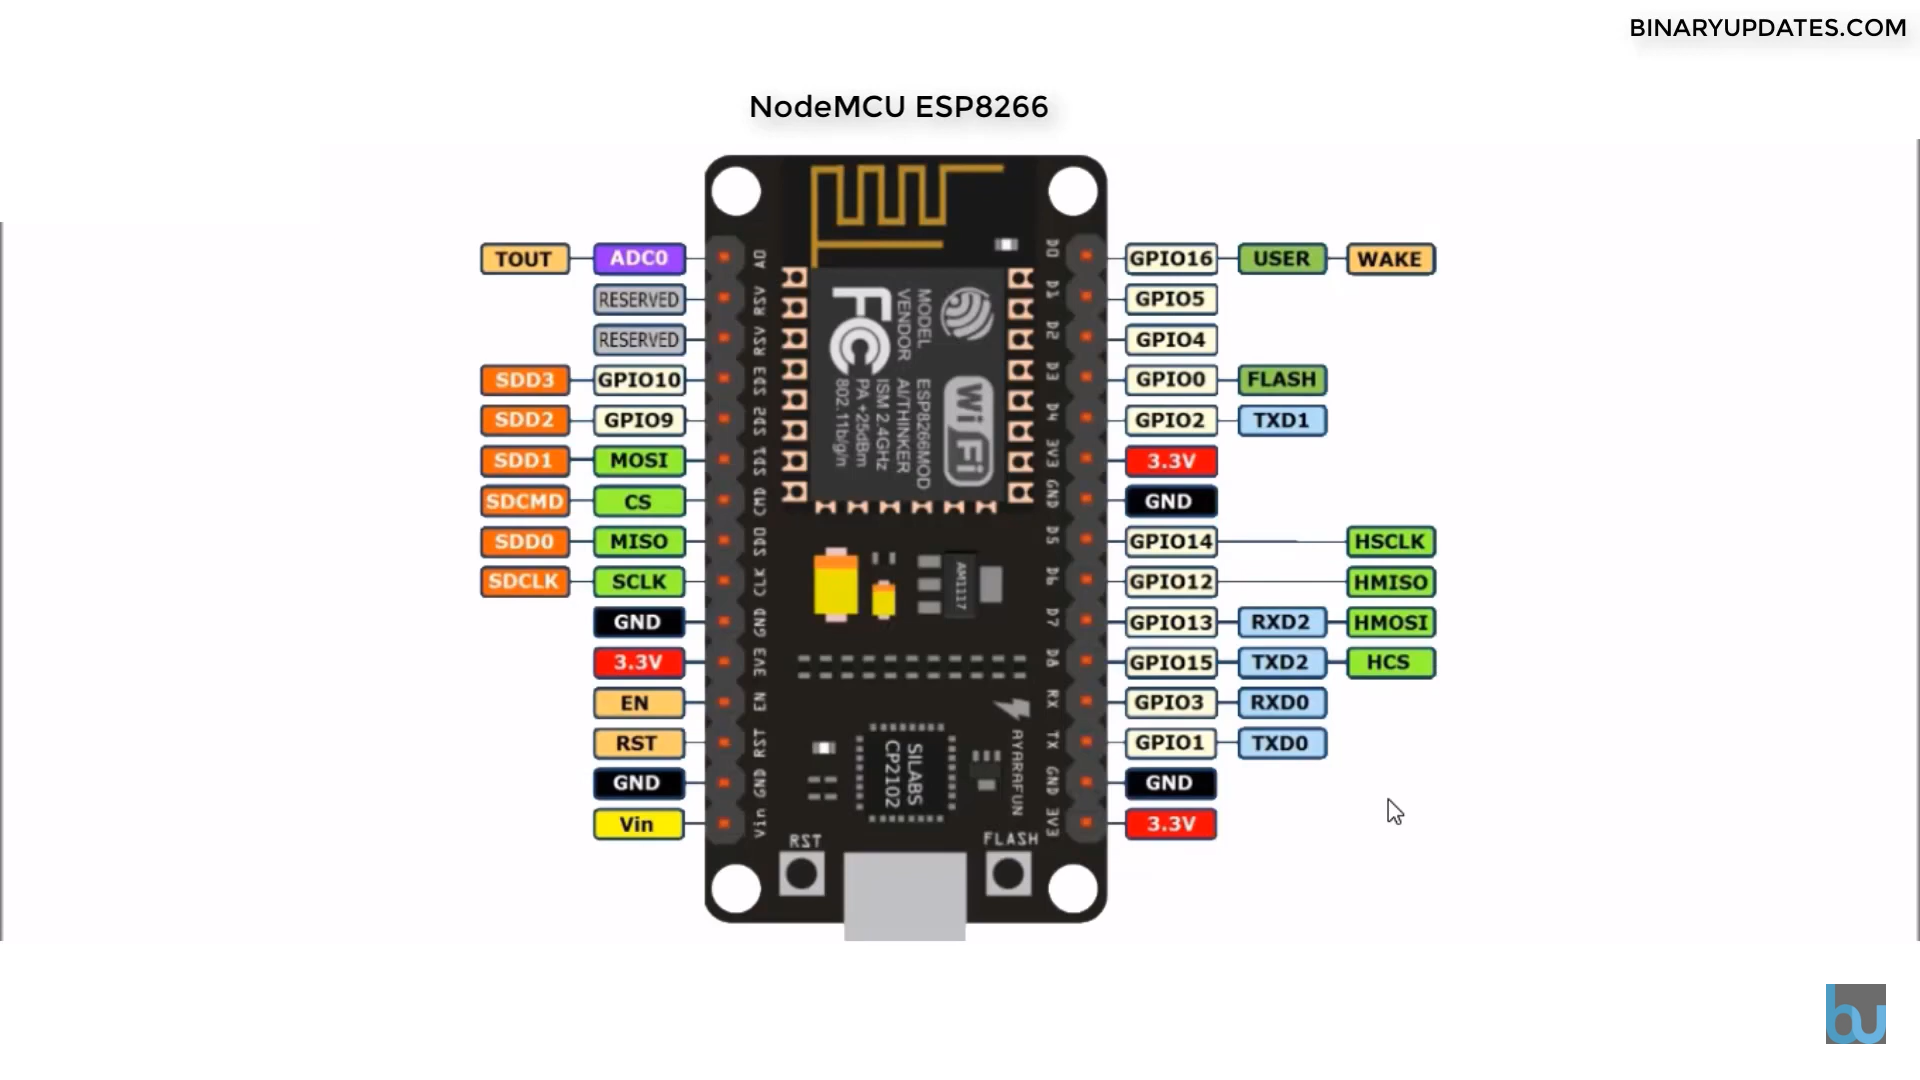 BINARYUPDATES.COM
NodeMCU ESP8266
TOUT ADC0 A0 D0 GPIO16 USER WAKE
RESERVED RSV D1 GPIO5
RESERVED RSV D2 GPIO4
SDD3 GPIO10 SD3 D3 GPIO0 FLASH
SDD2 GPIO9 SD2 D4 GPIO2 TXD1
SDD1 MOSI SD1 3V3 3.3V
SDCMD CS CMD GND GND
SDD0 MISO SD0 D5 GPIO14 HSCLK
SDCLK SCLK CLK D6 GPIO12 HMISO
GND GND D7 GPIO13 RXD2 HMOSI
3.3V 3V3 D8 GPIO15 TXD2 HCS
EN EN RX GPIO3 RXD0
RST RST TX GPIO1 TXD0
GND GND GND GND
Vin Vin 3V3 3.3V
MODEL ESP8266MOD
VENDOR AI/THINKER
ISM 2.4GHz
PA +25dBm
802.11b/g/n
FC
Wi Fi
AM1117
SILABS
CP2102
AYARAFUN
RST
FLASH
bu